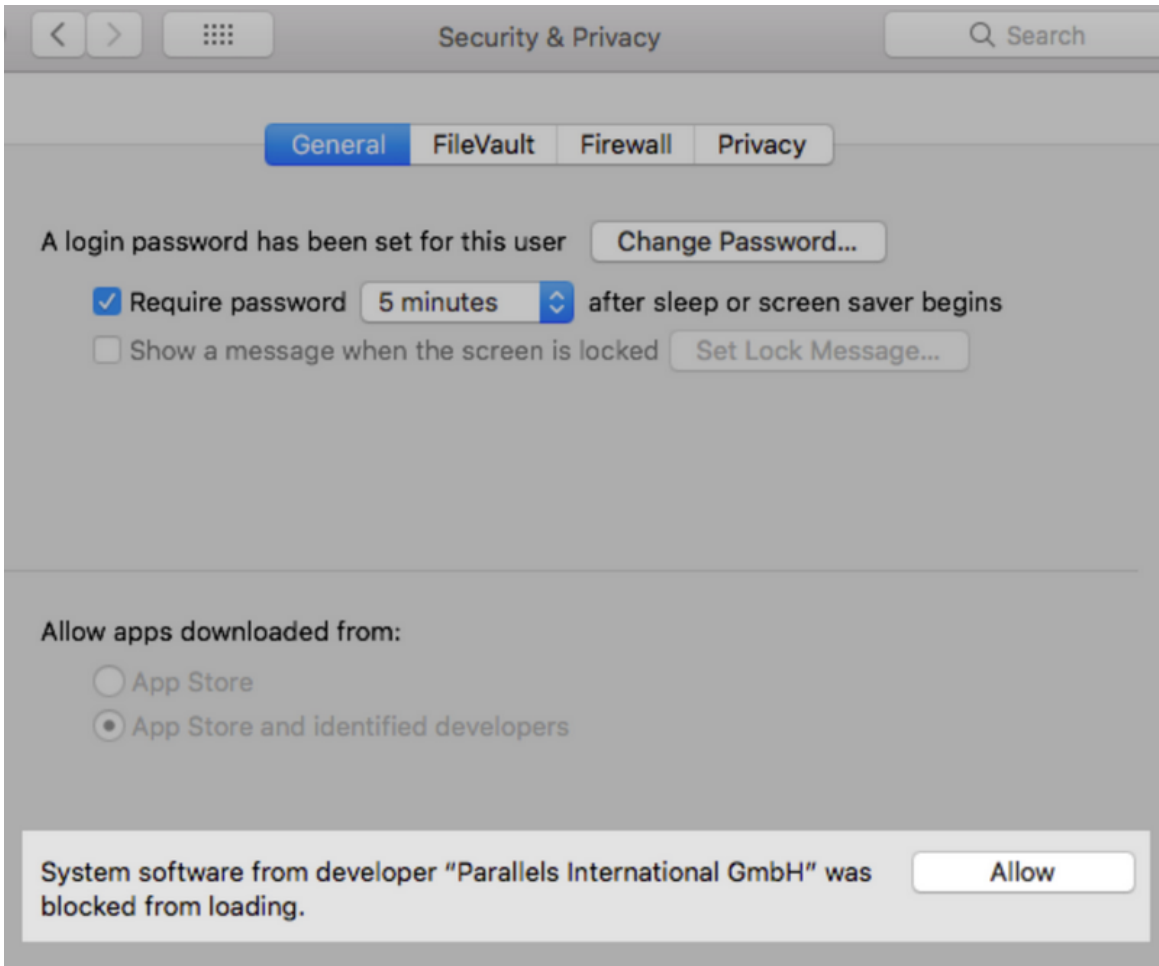 Security & Privacy
Search
General FileVault Firewall Privacy
A login password has been set for this user Change Password...
Require password 5 minutes after sleep or screen saver begins
Show a message when the screen is locked Set Lock Message...
Allow apps downloaded from:
App Store
App Store and identified developers
System software from developer “Parallels International GmbH” was Allow
blocked from loading.